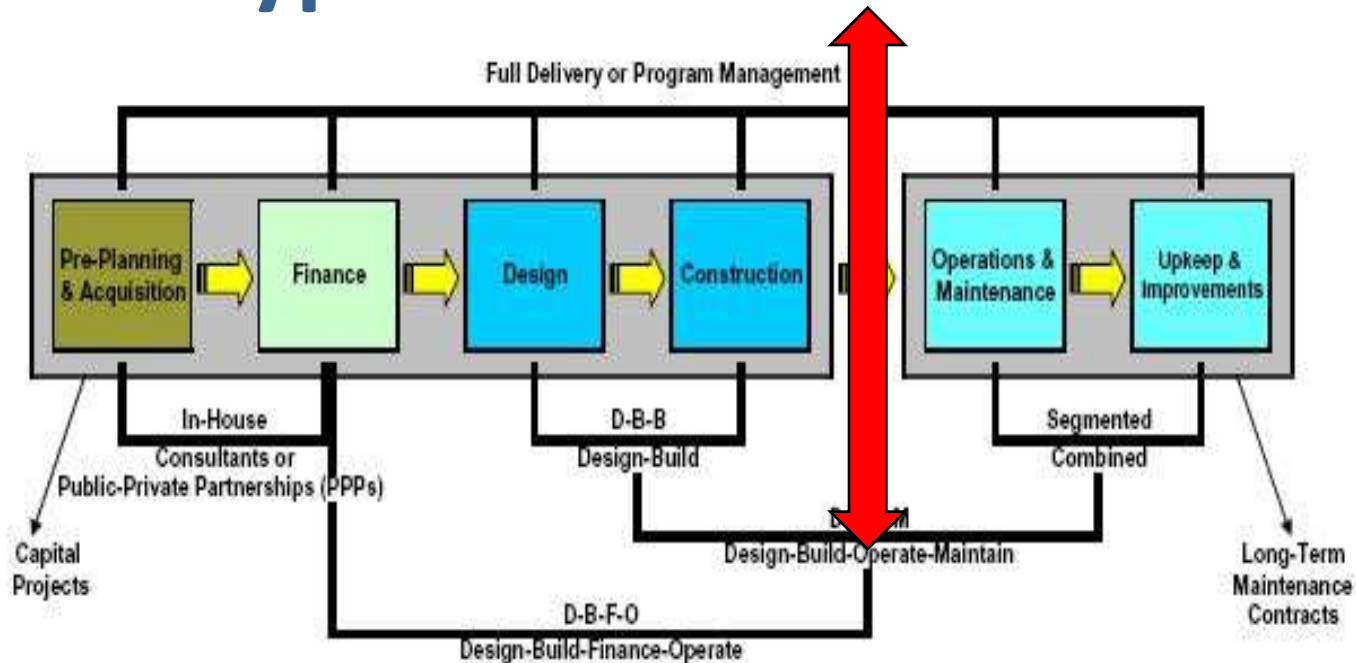 Full Delivery or Program Management
Pre-Planning
& Acquisition
Finance
Design
Construction
Operations &
Maintenance
Upkeep &
Improvements
In-House
Consultants or
Public-Private Partnerships (PPPs)
D-B-B
Design-Build
Segmented
Combined
Design-Build-Operate-Maintain
Capital
Projects
Long-Term
Maintenance
Contracts
D-B-F-O
Design-Build-Finance-Operate